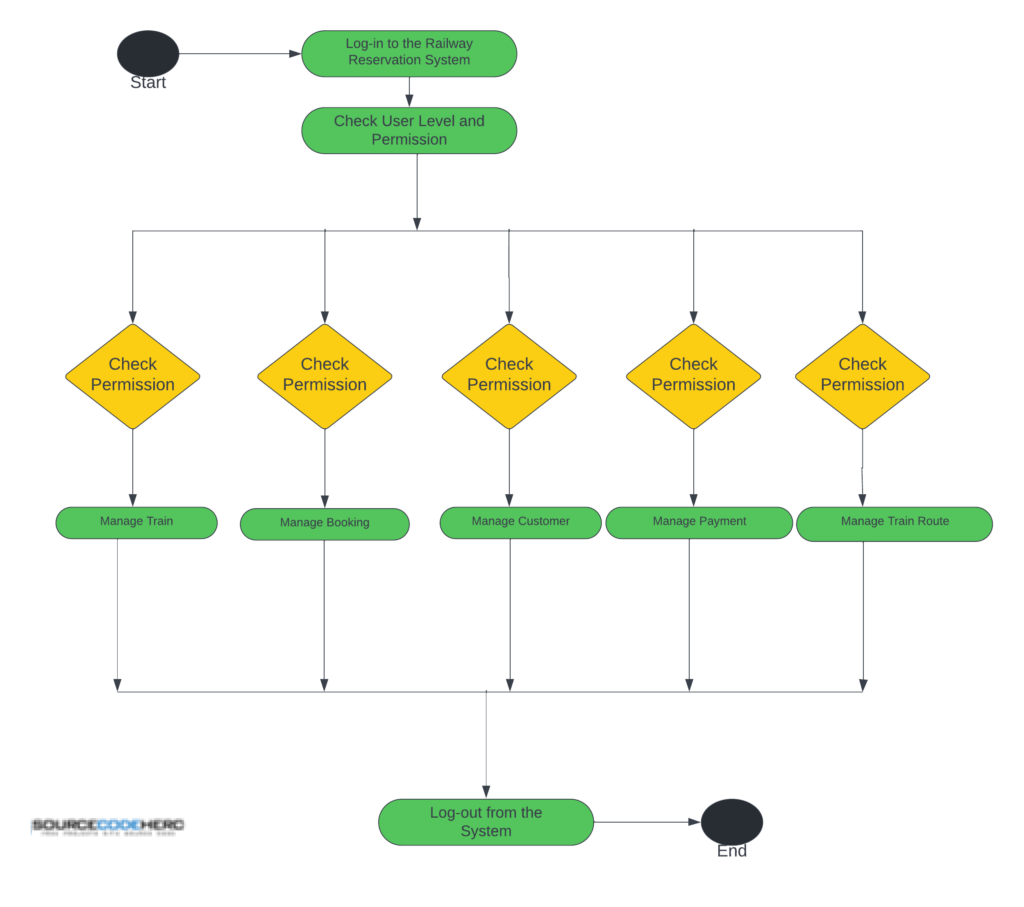 Log-in to the Railway
Reservation System
Start
Check User Level and
Permission
Check
Permission
Check
Permission
Check
Permission
Check
Permission
Check
Permission
Manage Train
Manage Booking
Manage Customer
Manage Payment
Manage Train Route
Log-out from the
System
SOURCECODEHERO
End